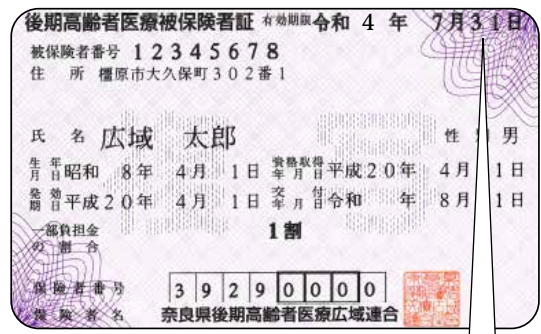 後期高齢者医療被保険者証 有効期限 令和 4 年 7月31日
被保険者番号 12345678
住 所 橿原市大久保町302番1
氏 名 広域 太郎 性 別 男
生年月日 昭和 8年 4月 1日 資格取得年月日 平成20年 4月 1日
発効期日 平成20年 4月 1日 交付年月日 令和 年 8月 1日
一部負担金の割合 1割
保険者番号 39290000
保険者名 奈良県後期高齢者医療広域連合